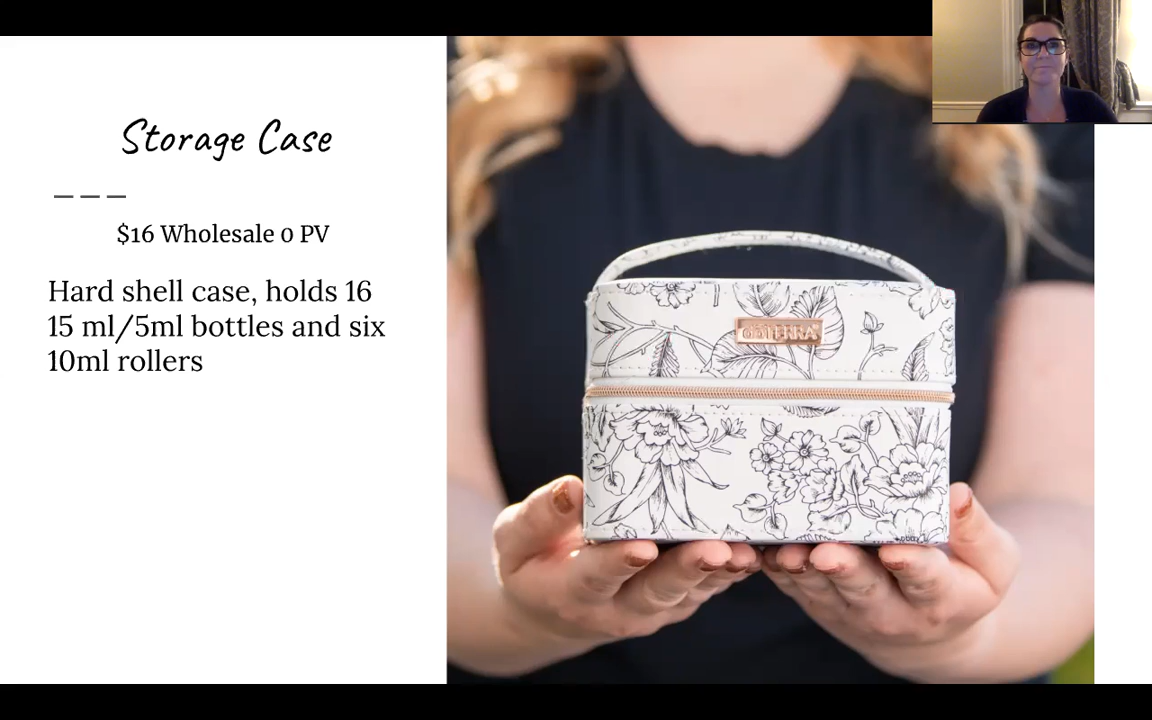 Storage Case
$16 Wholesale 0 PV
Hard shell case, holds 16
15 ml/5ml bottles and six
10ml rollers
dōTERRA